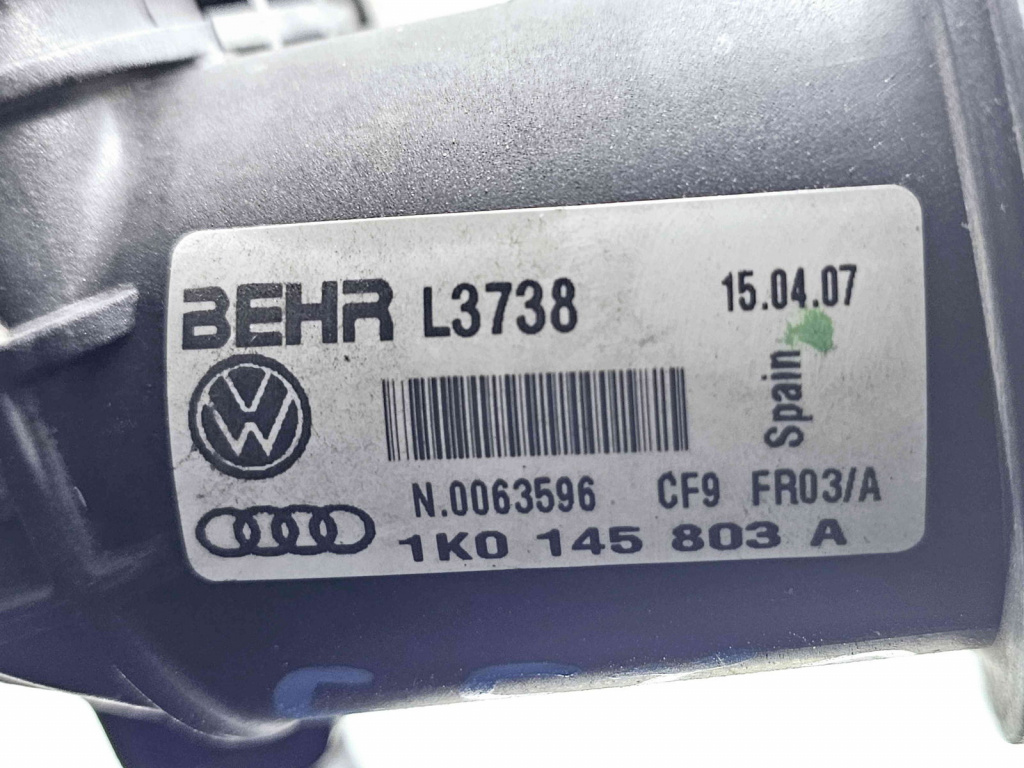 BEHR L3738
15.04.07
Spain
N.0063596 CF9 FR03/A
1K0 145 803 A